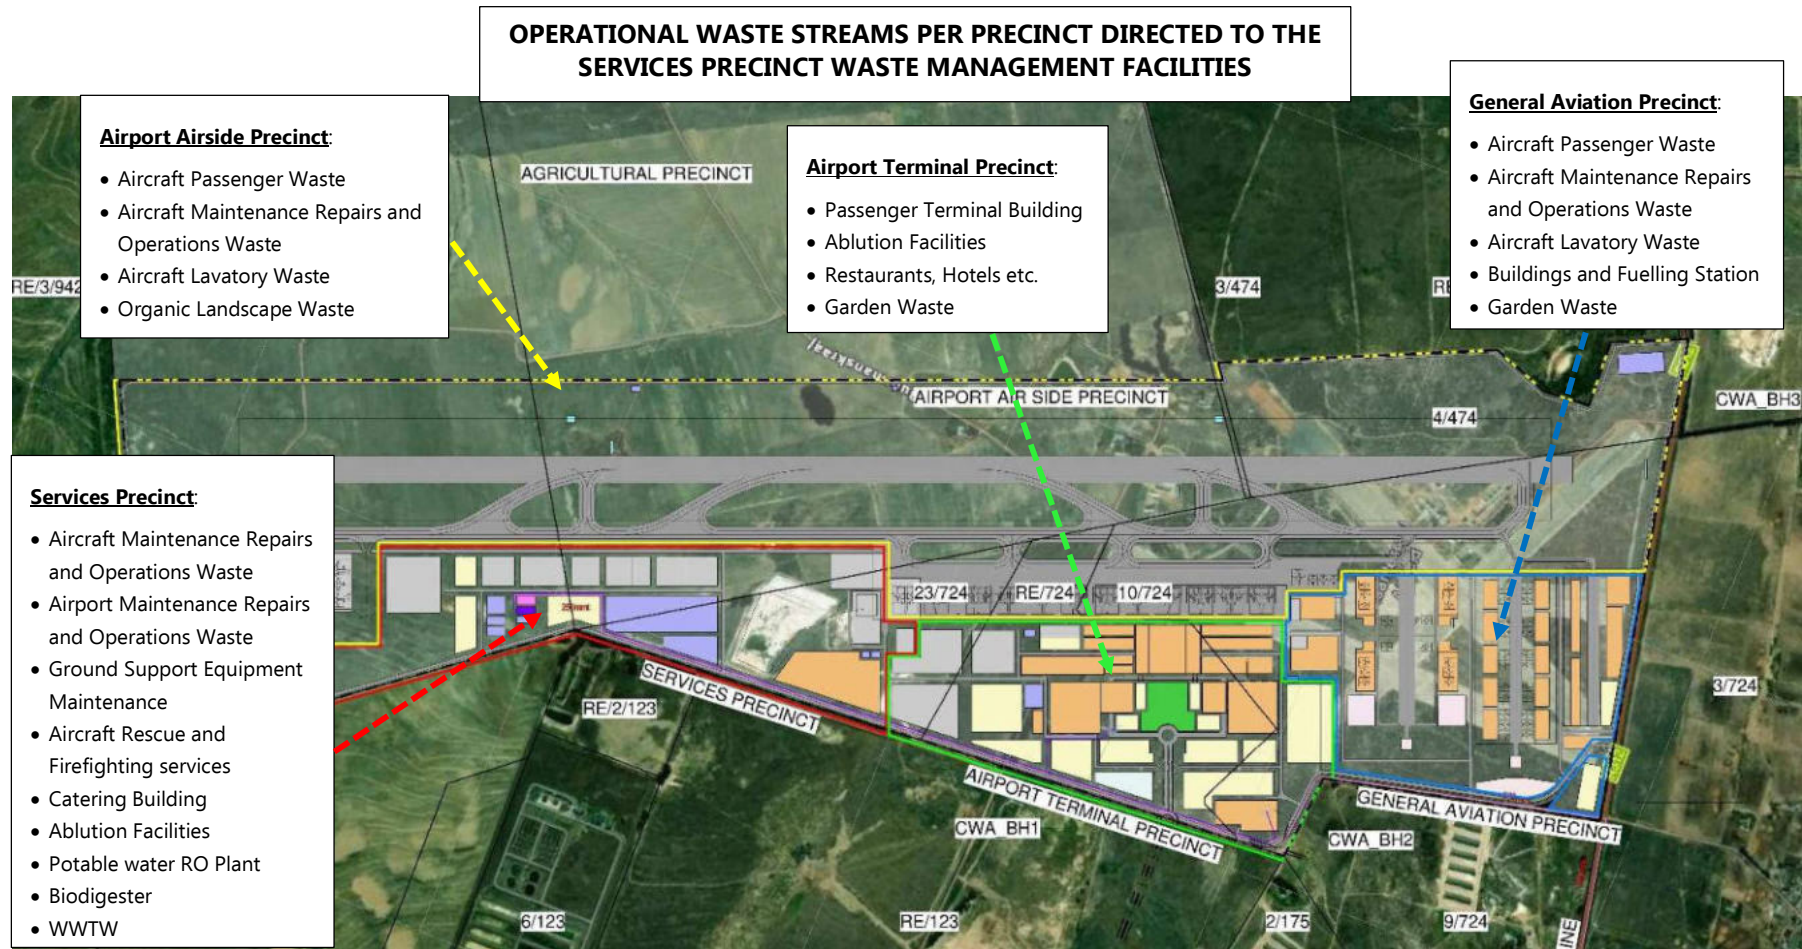 OPERATIONAL WASTE STREAMS PER PRECINCT DIRECTED TO THE
SERVICES PRECINCT WASTE MANAGEMENT FACILITIES
Airport Airside Precinct:
• Aircraft Passenger Waste
• Aircraft Maintenance Repairs and
Operations Waste
• Aircraft Lavatory Waste
• Organic Landscape Waste
Airport Terminal Precinct:
• Passenger Terminal Building
• Ablution Facilities
• Restaurants, Hotels etc.
• Garden Waste
General Aviation Precinct:
• Aircraft Passenger Waste
• Aircraft Maintenance Repairs
and Operations Waste
• Aircraft Lavatory Waste
• Buildings and Fuelling Station
• Garden Waste
Services Precinct:
• Aircraft Maintenance Repairs
and Operations Waste
• Airport Maintenance Repairs
and Operations Waste
• Ground Support Equipment
Maintenance
• Aircraft Rescue and
Firefighting services
• Catering Building
• Ablution Facilities
• Potable water RO Plant
• Biodigester
• WWTW
AGRICULTURAL PRECINCT
RE/3/942
3/474
AIRPORT AIR SIDE PRECINCT
4/474
CWA_BH3
23/724
RE/724
10/724
SERVICES PRECINCT
RE/2/123
3/724
AIRPORT TERMINAL PRECINCT
GENERAL AVIATION PRECINCT
CWA_BH1
CWA_BH2
6/123
RE/123
2/175
9/724